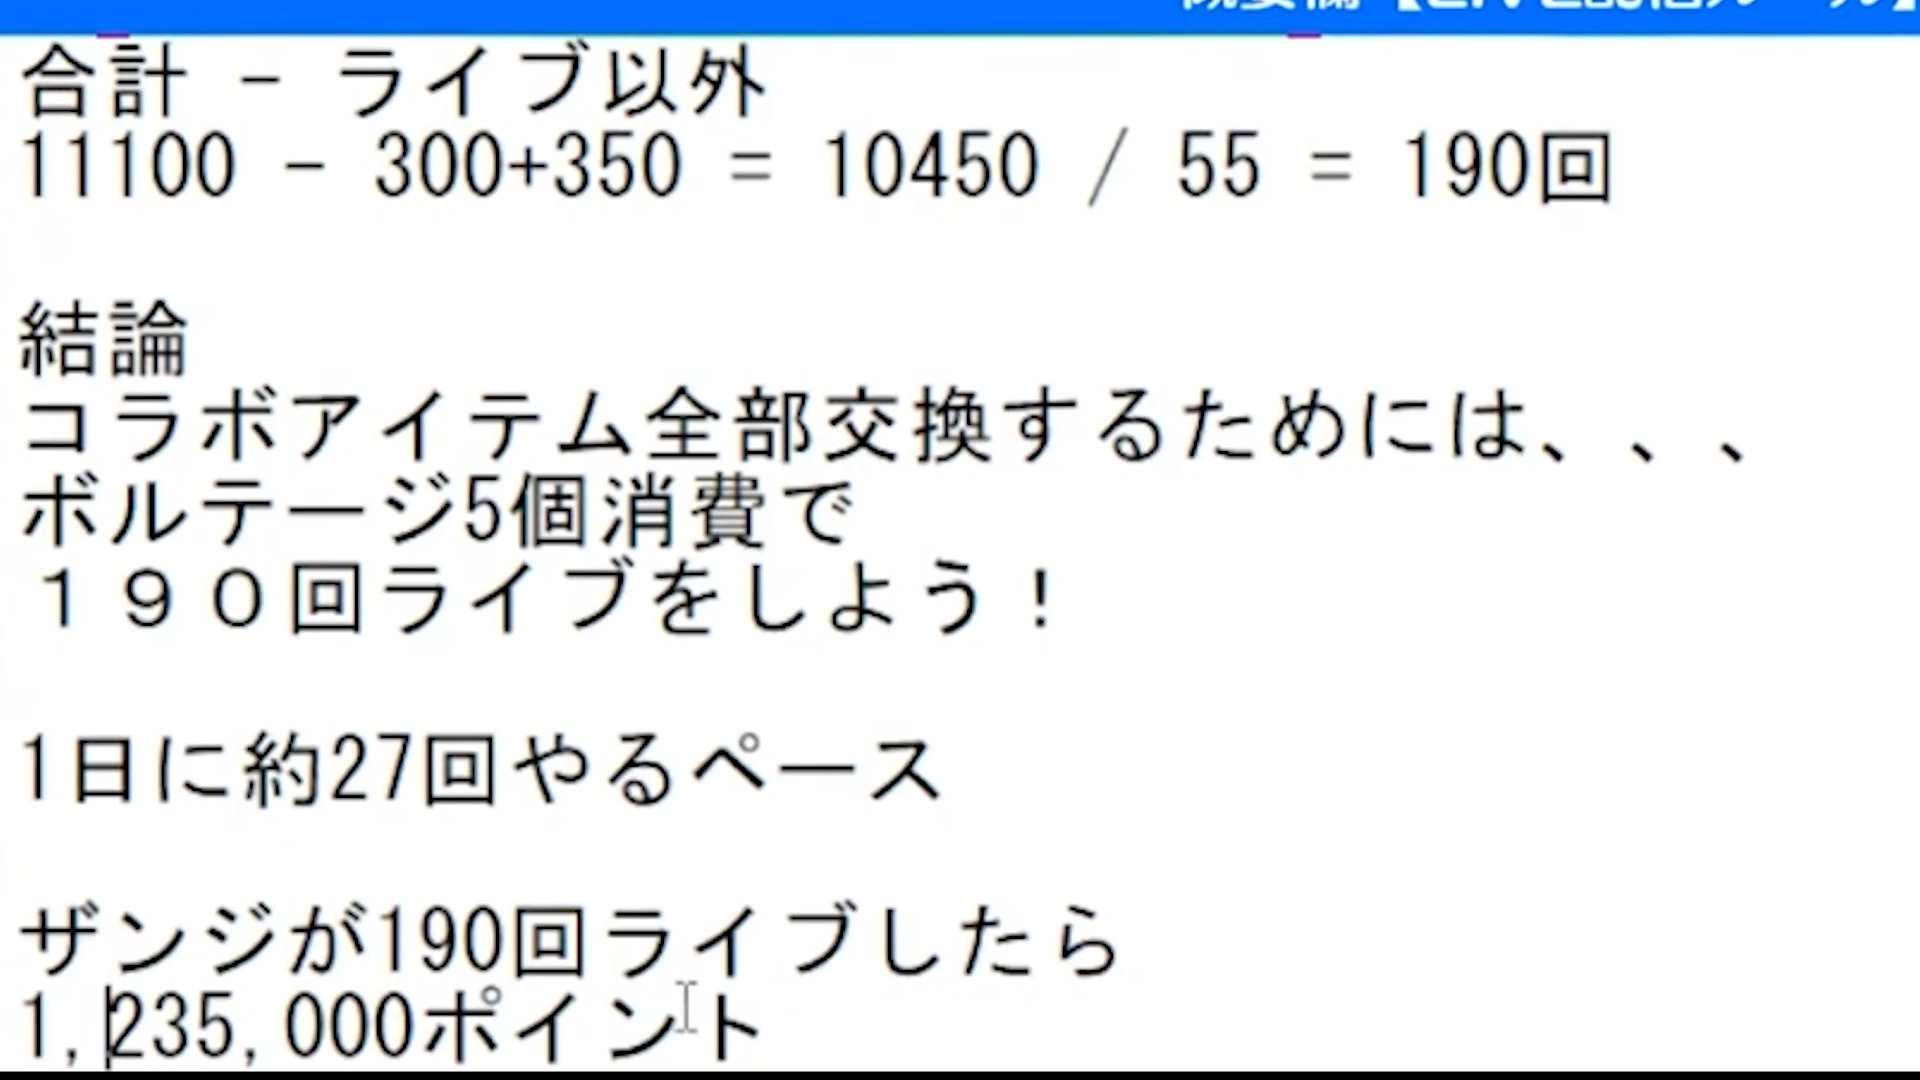 合計 - ライブ以外
11100 - 300+350 = 10450 / 55 = 190回
結論
コラボアイテム全部交換するためには、、、
ボルテージ5個消費で
１９０回ライブをしよう！
1日に約27回やるペース
ザンジが190回ライブしたら
1,235,000ポイント